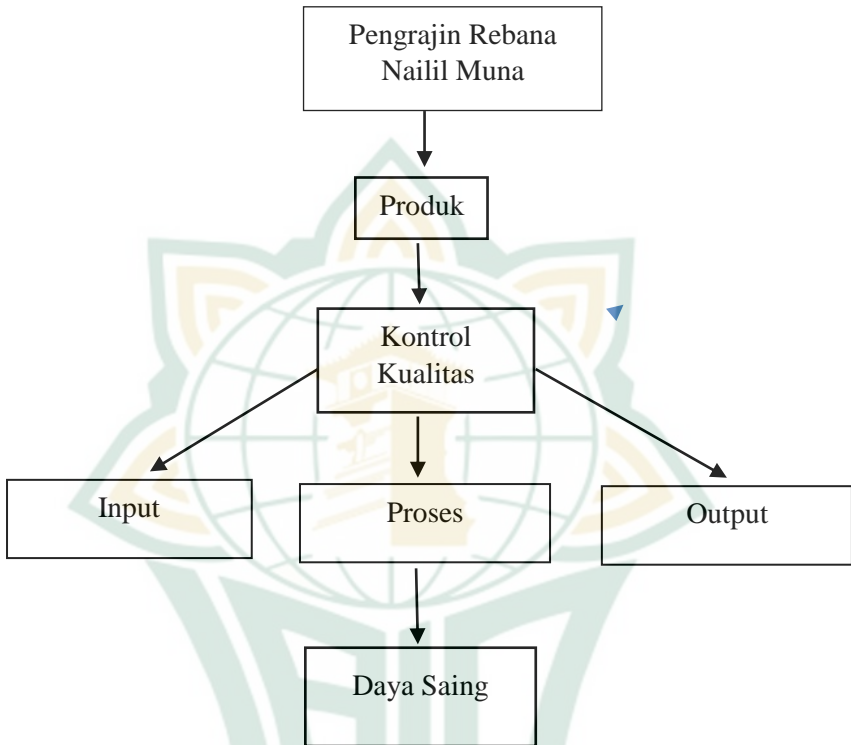 Pengrajin Rebana
Nailil Muna
Produk
Kontrol
Kualitas
Input
Proses
Output
Daya Saing